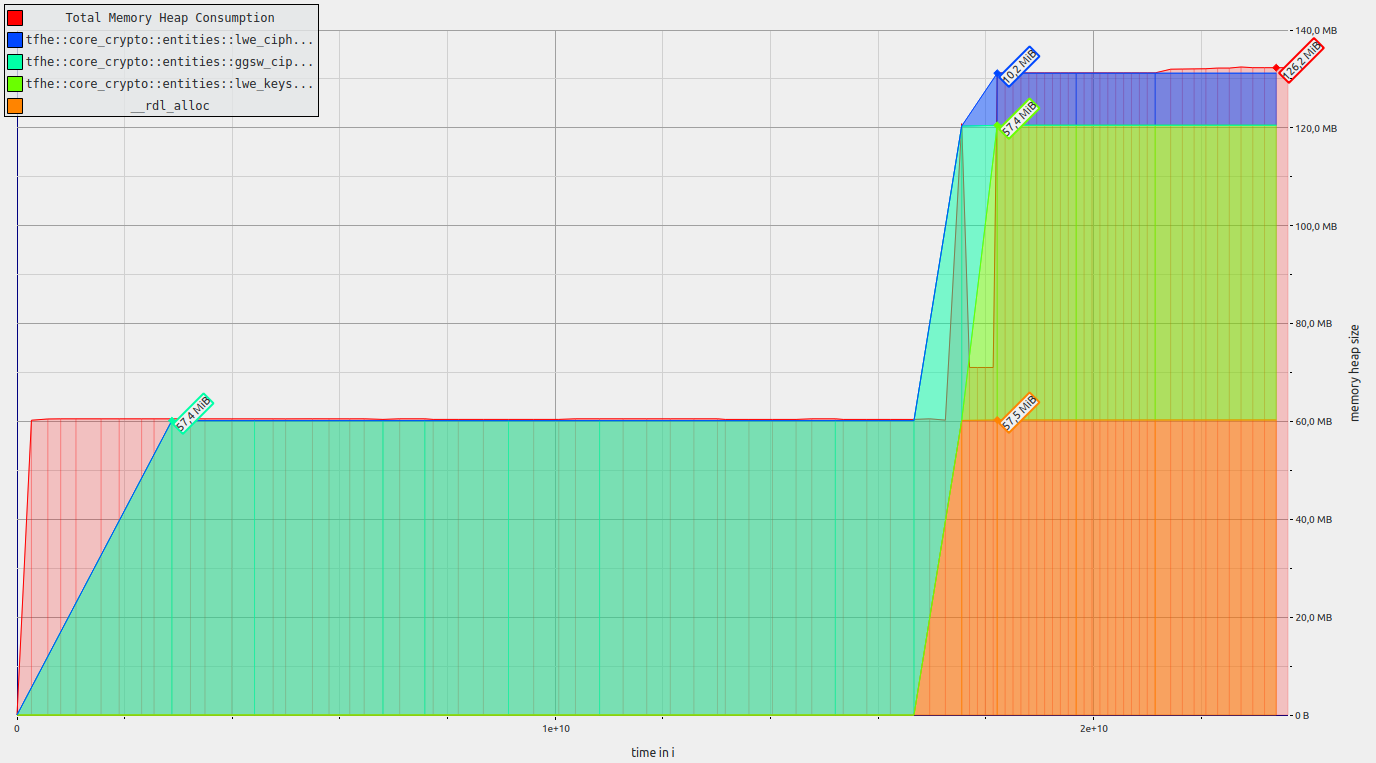 Total Memory Heap Consumption
tfhe::core_crypto::entities::lwe_ciph...
tfhe::core_crypto::entities::ggsw_cip...
tfhe::core_crypto::entities::lwe_keys...
__rdl_alloc
140,0 MB
126,2 MiB
10,2 MiB
120,0 MB
57,4 MiB
100,0 MB
80,0 MB
memory heap size
60,0 MB
57,4 MiB
57,5 MiB
40,0 MB
20,0 MB
0 B
0
1e+10
2e+10
time in i